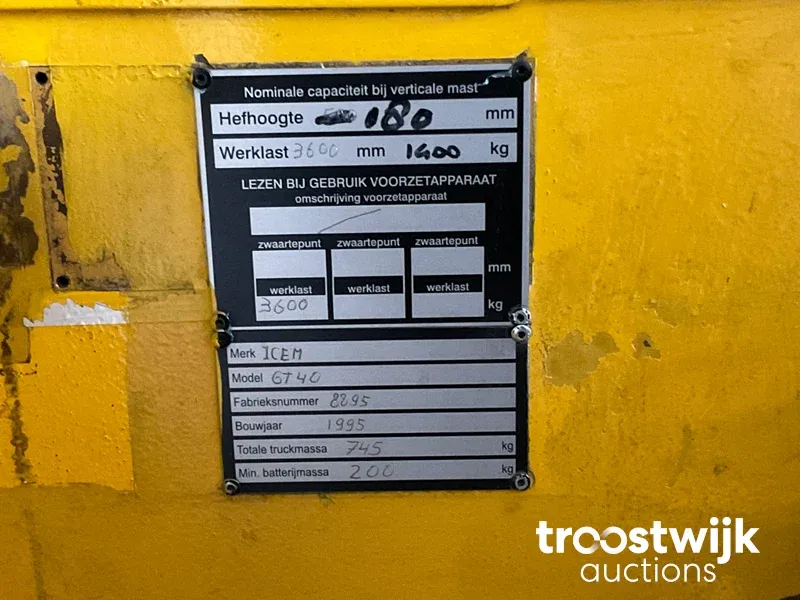 Nominale capaciteit bij verticale mast
Hefhoogte 180 mm
Werklast 3600 mm 1400 kg
LEZEN BIJ GEBRUIK VOORZETAPPARAAT
omschrijving voorzetapparaat
zwaartepunt zwaartepunt zwaartepunt
mm
werklast werklast werklast
3600 kg
Merk ICEM
Model GT40
Fabrieksnummer 8295
Bouwjaar 1995
Totale truckmassa 745 kg
Min. batterijmassa 200 kg
troostwijk
auctions